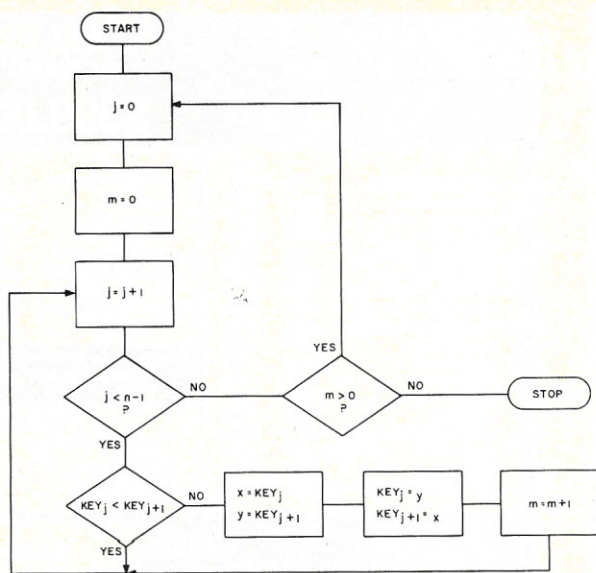 START
j = 0
m = 0
j = j + 1
j < n - 1
?
YES
NO
m > 0
?
YES
NO
STOP
KEYj < KEYj+1
YES
NO
x = KEYj
y = KEYj+1
KEYj = y
KEYj+1 = x
m = m + 1